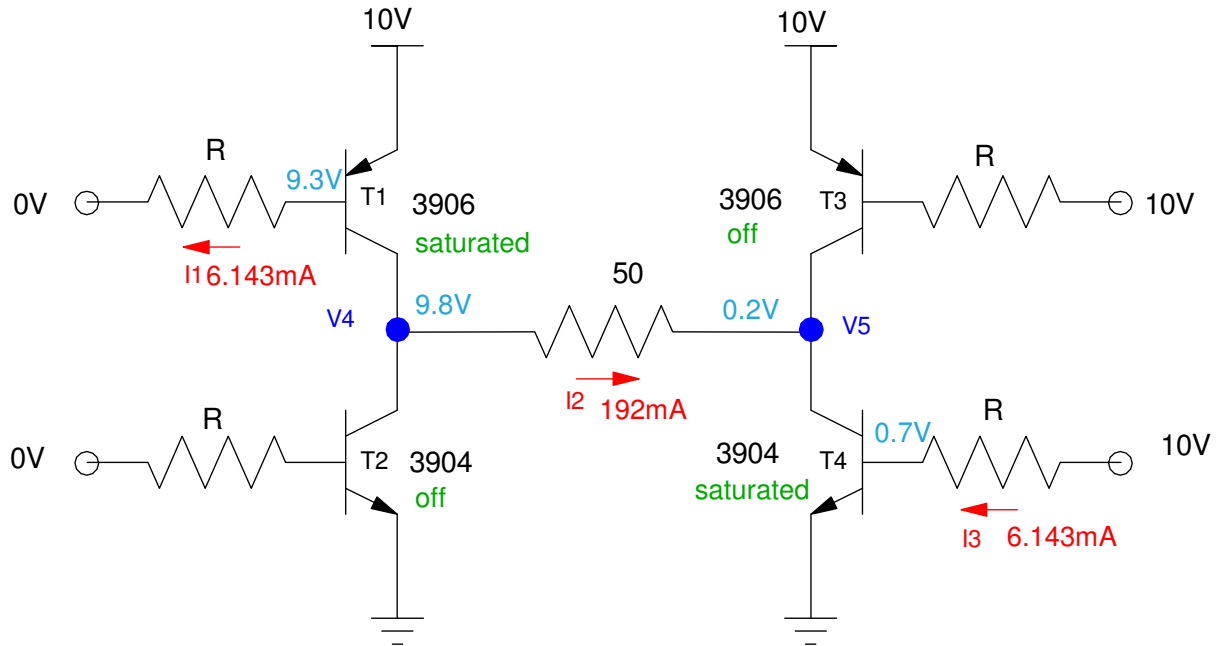 10V
10V
R
R
9.3V
T1
3906
3906
T3
0V
10V
saturated
off
I1 6.143mA
50
V4
9.8V
0.2V
V5
I2 192mA
R
R
0.7V
0V
T2
3904
3904
T4
10V
off
saturated
I3 6.143mA